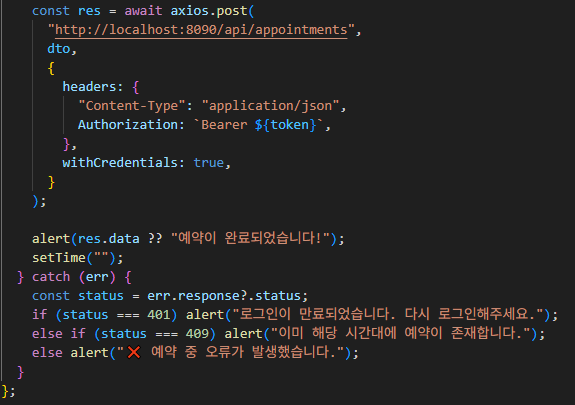 const res = await axios.post(
"http://localhost:8090/api/appointments",
dto,
{
headers: {
"Content-Type": "application/json",
Authorization: `Bearer ${token}`,
},
withCredentials: true,
}
);
alert(res.data ?? "예약이 완료되었습니다!");
setTime("");
} catch (err) {
const status = err.response?.status;
if (status === 401) alert("로그인이 만료되었습니다. 다시 로그인해주세요.");
else if (status === 409) alert("이미 해당 시간대에 예약이 존재합니다.");
else alert("❌ 예약 중 오류가 발생했습니다.");
}
};